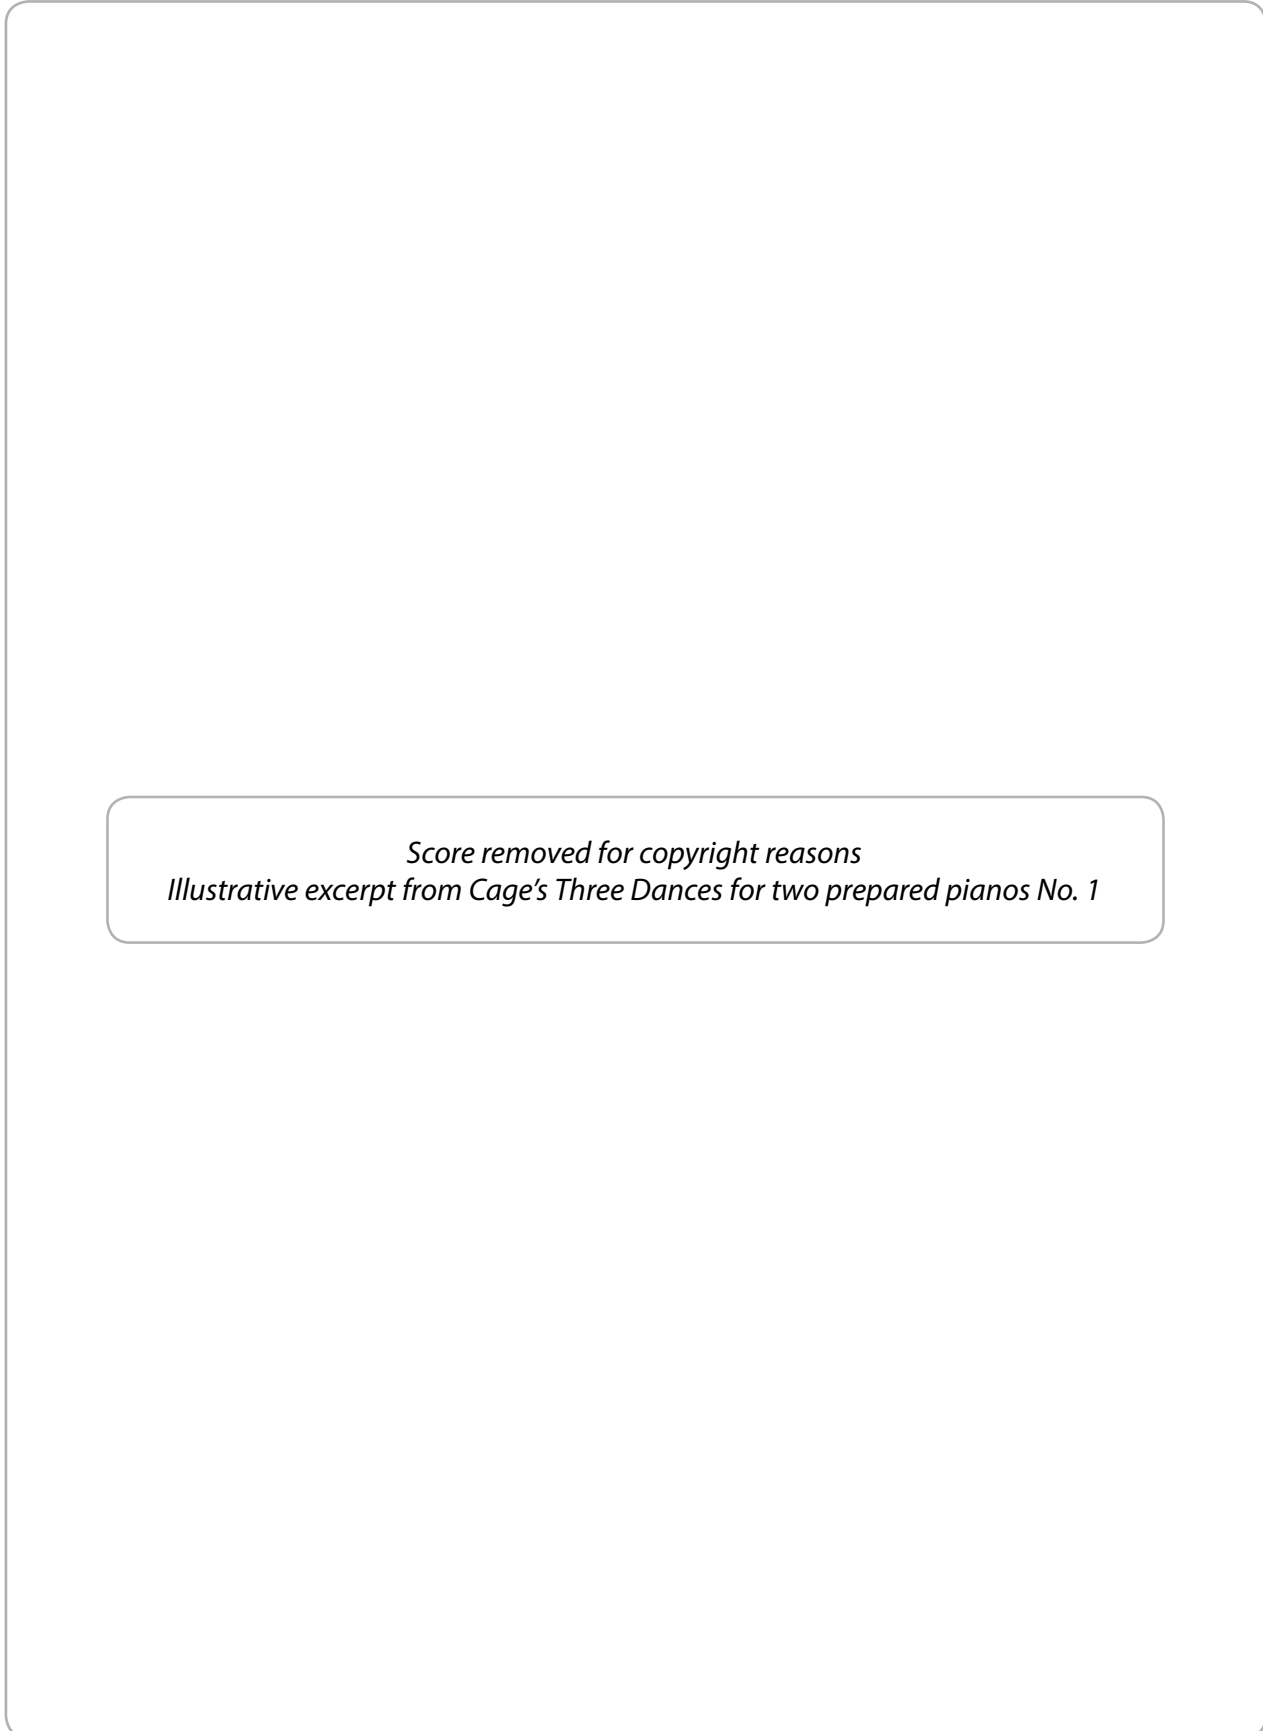 Score removed for copyright reasons
Illustrative excerpt from Cage’s Three Dances for two prepared pianos No. 1